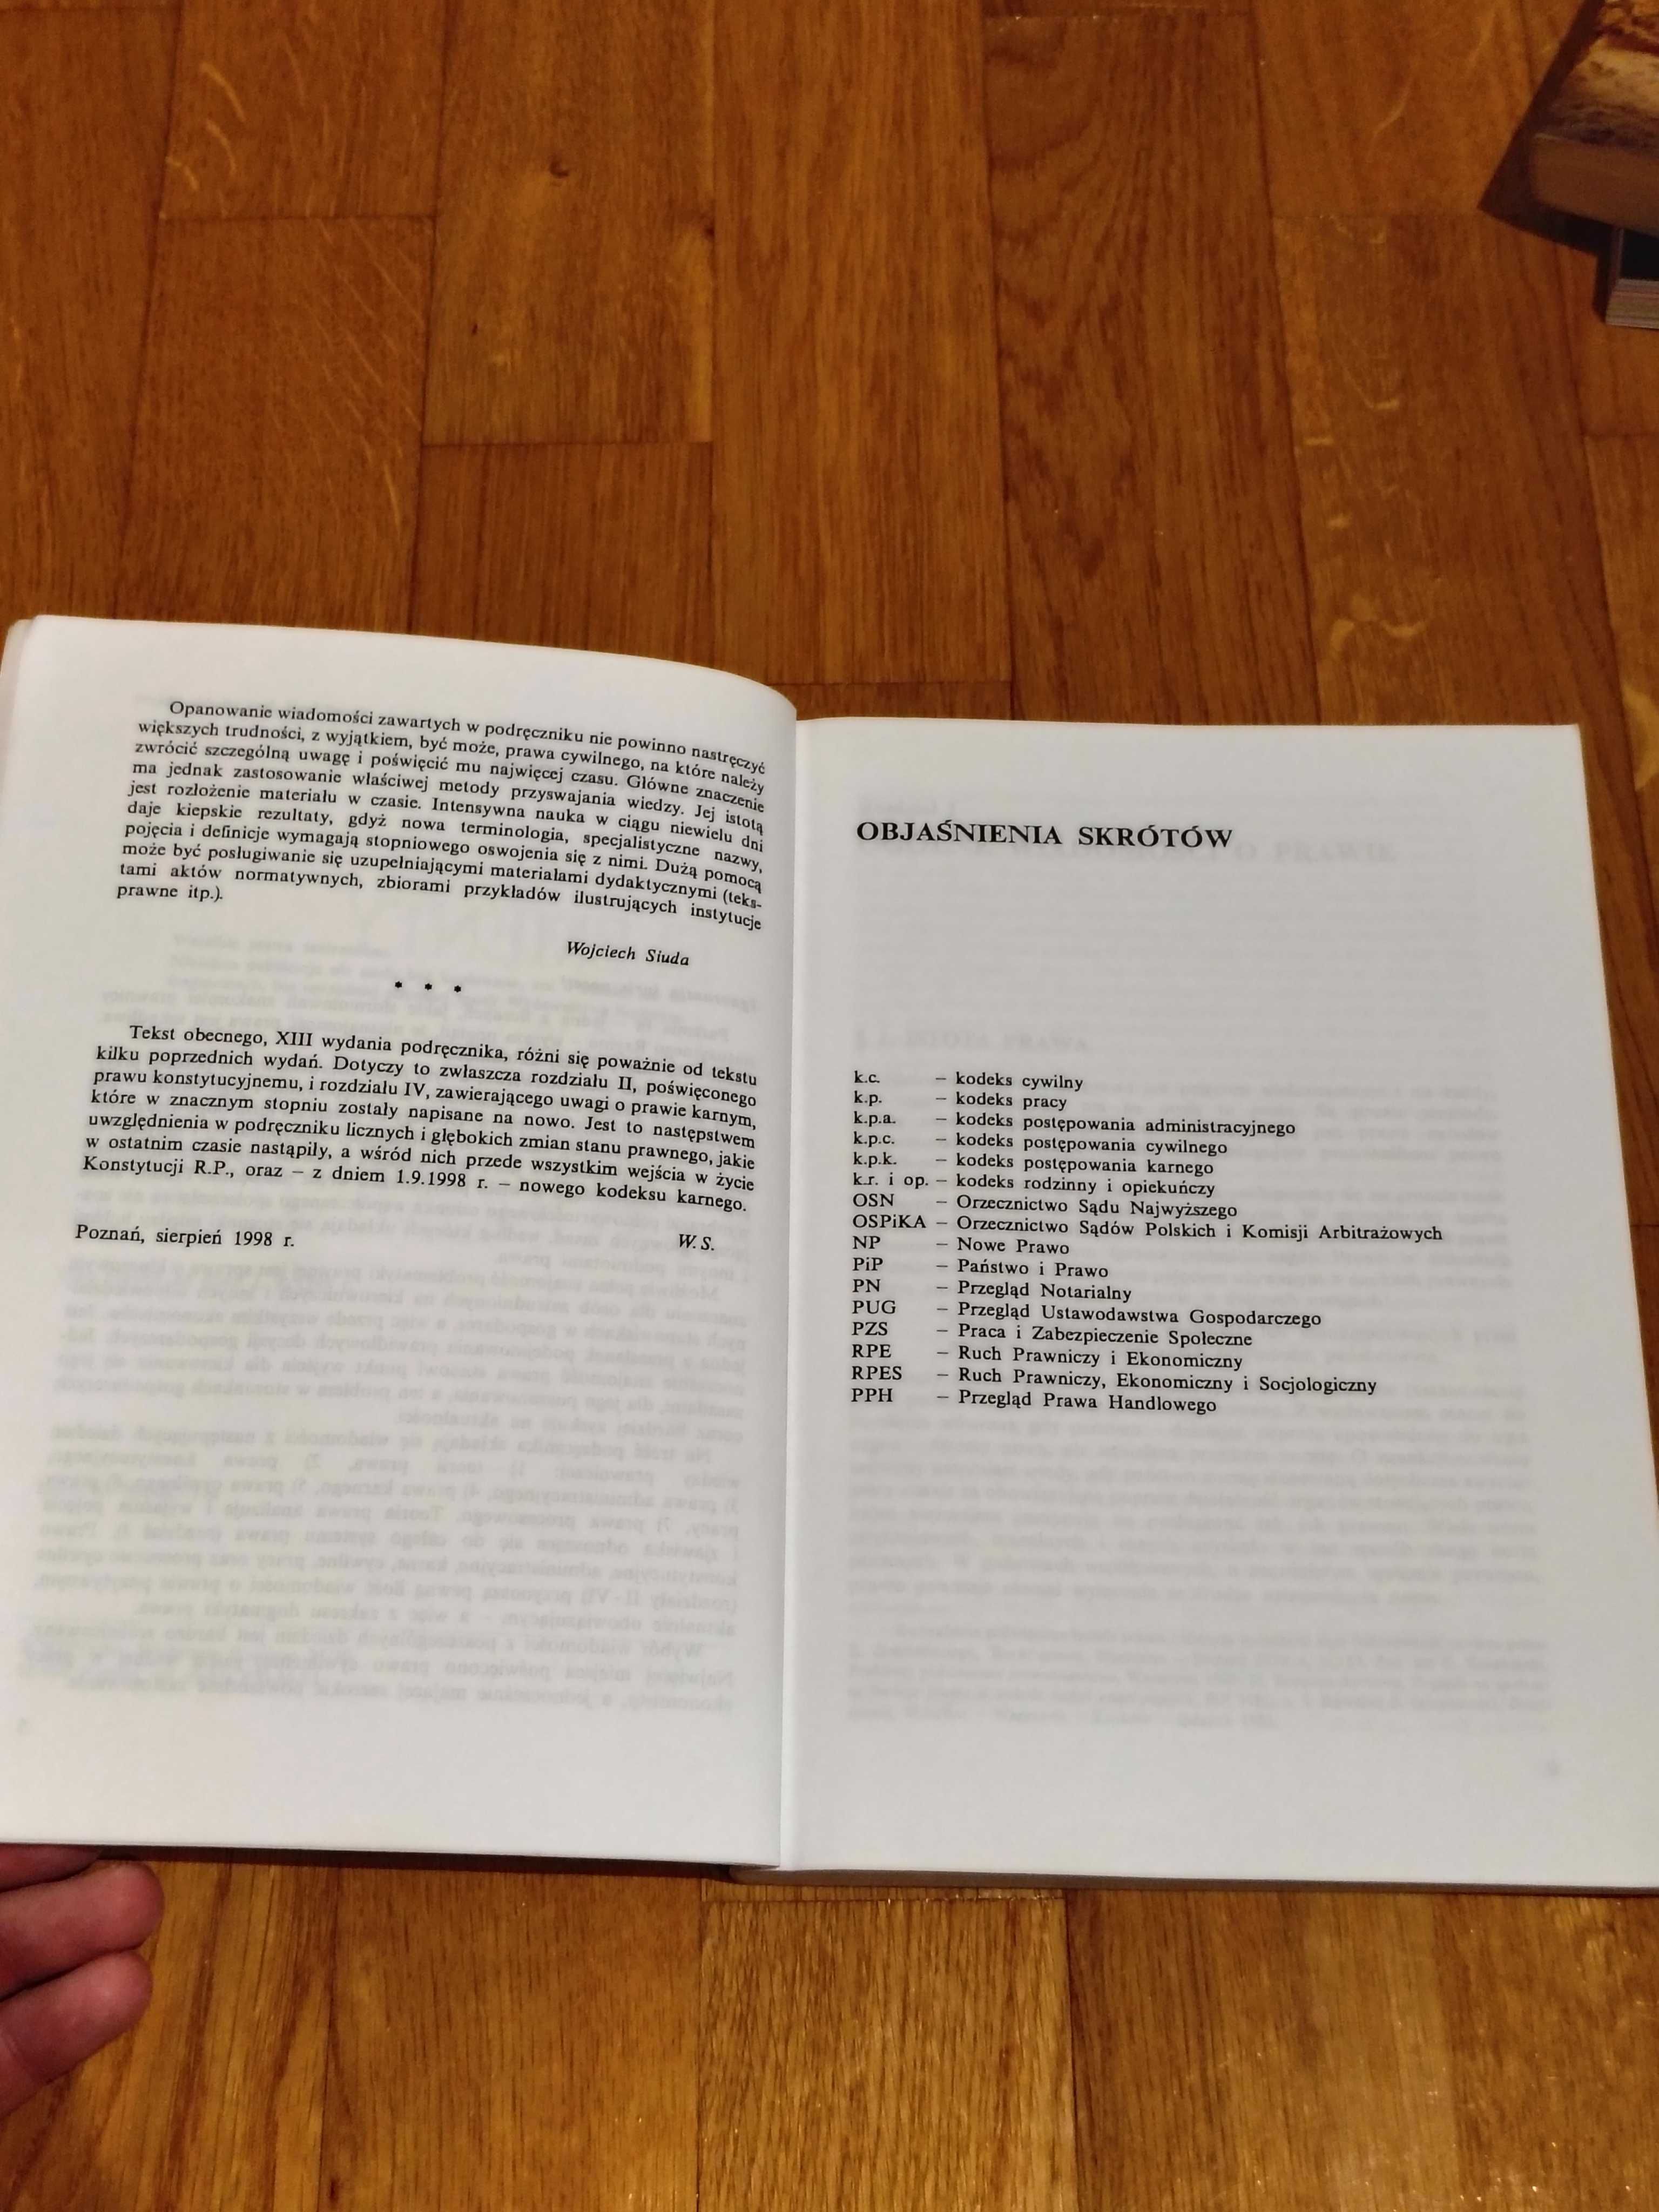 Opanowanie wiadomości zawartych w podręczniku nie powinno nastręczyć
większych trudności, z wyjątkiem, być może, prawa cywilnego, na które należy
zwrócić szczególną uwagę i poświęcić mu najwięcej czasu. Główne znaczenie
ma jednak zastosowanie właściwej metody przyswajania wiedzy. Jej istotą
jest rozłożenie materiału w czasie. Intensywna nauka w ciągu niewielu dni
daje kiepskie rezultaty, gdyż nowa terminologia, specjalistyczne nazwy,
pojęcia i definicje wymagają stopniowego oswojenia się z nimi. Dużą pomocą
może być posługiwanie się uzupełniającymi materiałami dydaktycznymi (teks-
tami aktów normatywnych, zbiorami przykładów ilustrujących instytucje
prawne itp.).
Wojciech Siuda
* * *
Tekst obecnego, XIII wydania podręcznika, różni się poważnie od tekstu
kilku poprzednich wydań. Dotyczy to zwłaszcza rozdziału II, poświęconego
prawu konstytucyjnemu, i rozdziału IV, zawierającego uwagi o prawie karnym,
które w znacznym stopniu zostały napisane na nowo. Jest to następstwem
uwzględnienia w podręczniku licznych i głębokich zmian stanu prawnego, jakie
w ostatnim czasie nastąpiły, a wśród nich przede wszystkim wejścia w życie
Konstytucji R.P., oraz – z dniem 1.9.1998 r. – nowego kodeksu karnego.
Poznań, sierpień 1998 r. W. S.
OBJAŚNIENIA SKRÓTÓW
k.c. – kodeks cywilny
k.p. – kodeks pracy
k.p.a. – kodeks postępowania administracyjnego
k.p.c. – kodeks postępowania cywilnego
k.p.k. – kodeks postępowania karnego
k.r. i op. – kodeks rodzinny i opiekuńczy
OSN – Orzecznictwo Sądu Najwyższego
OSPiKA – Orzecznictwo Sądów Polskich i Komisji Arbitrażowych
NP – Nowe Prawo
PiP – Państwo i Prawo
PN – Przegląd Notarialny
PUG – Przegląd Ustawodawstwa Gospodarczego
PZS – Praca i Zabezpieczenie Społeczne
RPE – Ruch Prawniczy i Ekonomiczny
RPES – Ruch Prawniczy, Ekonomiczny i Socjologiczny
PPH – Przegląd Prawa Handlowego